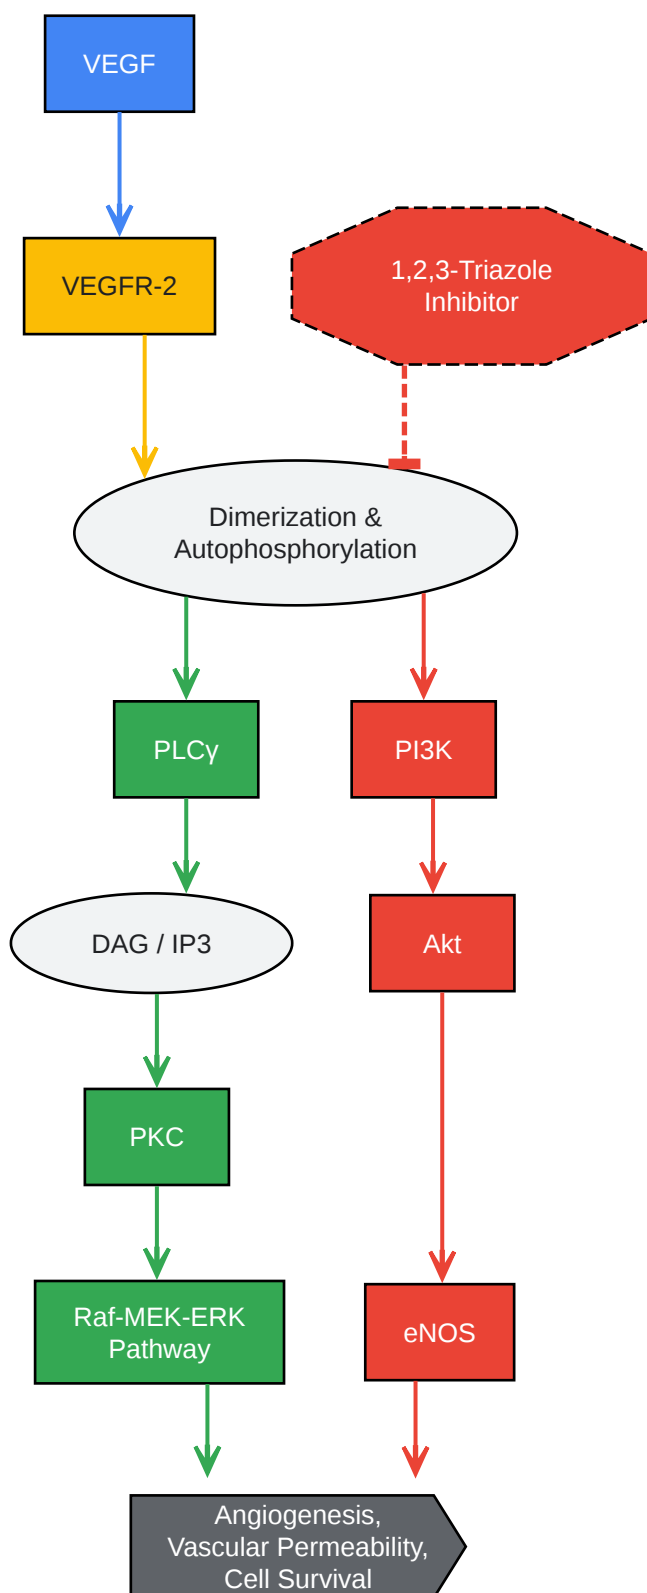 VEGF
VEGFR-2
1,2,3-Triazole
Inhibitor
Dimerization &
Autophosphorylation
PLCγ
PI3K
DAG / IP3
Akt
PKC
Raf-MEK-ERK
Pathway
eNOS
Angiogenesis,
Vascular Permeability,
Cell Survival